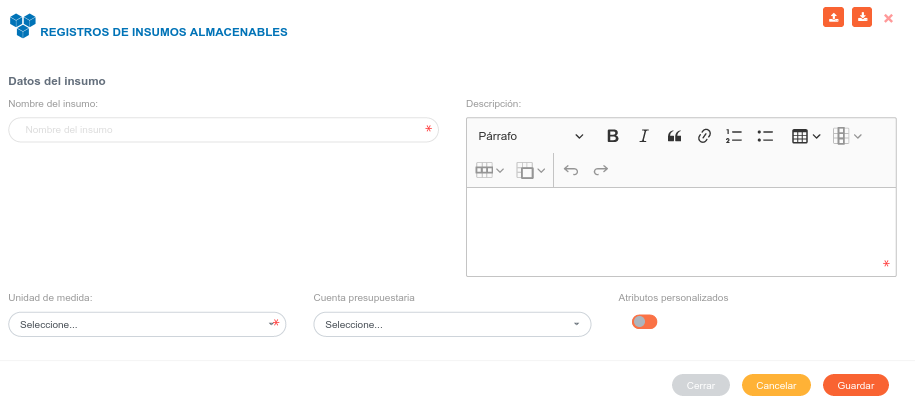 REGISTROS DE INSUMOS ALMACENABLES
Datos del insumo
Nombre del insumo:
Descripción:
Nombre del insumo *
Párrafo
*
Unidad de medida:
Cuenta presupuestaria
Atributos personalizados
Seleccione... *
Seleccione...
Cerrar
Cancelar
Guardar